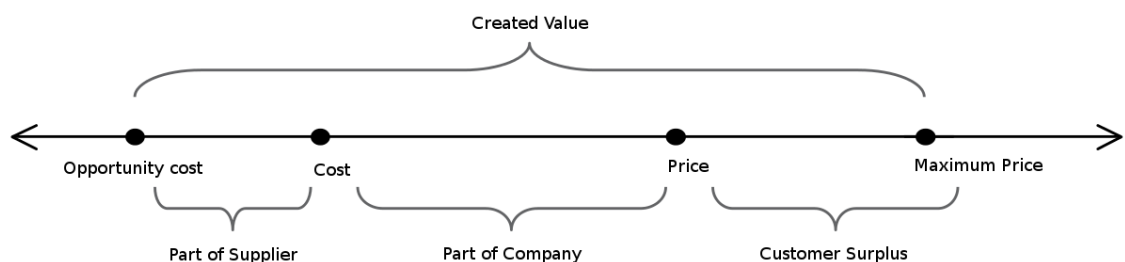 Created Value
Opportunity cost
Cost
Price
Maximum Price
Part of Supplier
Part of Company
Customer Surplus